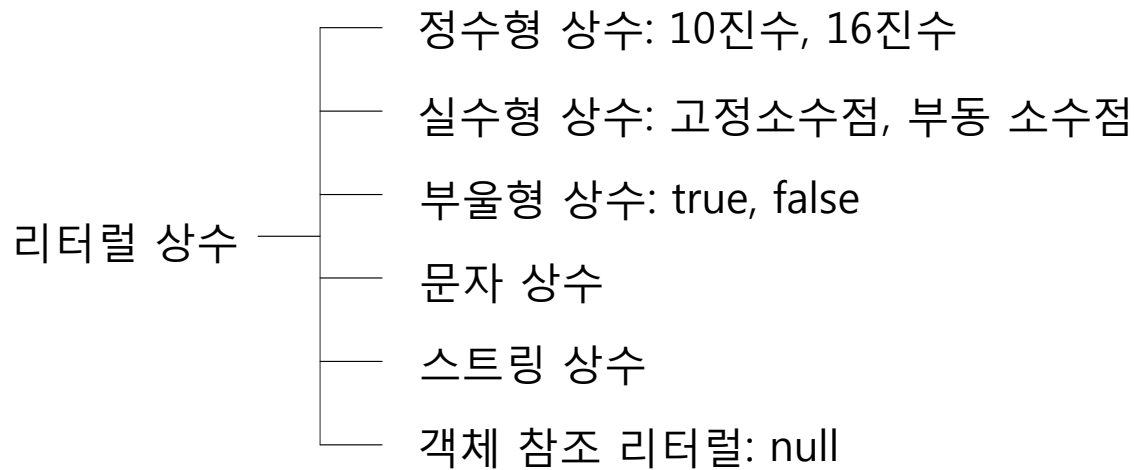 정수형 상수: 10진수, 16진수
실수형 상수: 고정소수점, 부동 소수점
부울형 상수: true, false
리터럴 상수
문자 상수
스트링 상수
객체 참조 리터럴: null